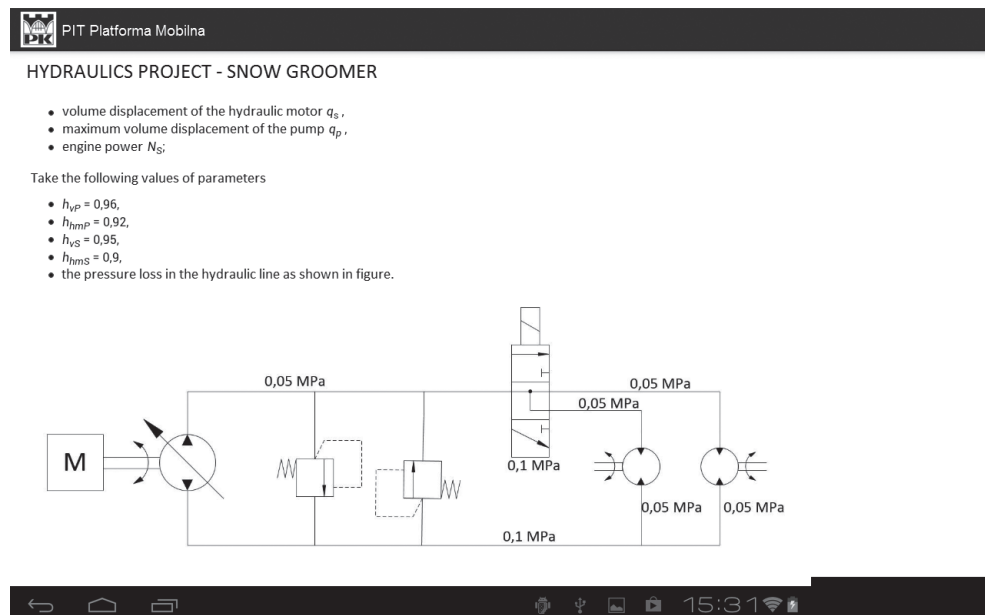 PK
PIT Platforma Mobilna
HYDRAULICS PROJECT - SNOW GROOMER
• volume displacement of the hydraulic motor qs ,
• maximum volume displacement of the pump qp ,
• engine power NS;
Take the following values of parameters
• hvP = 0,96,
• hhmP = 0,92,
• hvS = 0,95,
• hhmS = 0,9,
• the pressure loss in the hydraulic line as shown in figure.
0,05 MPa
0,05 MPa
0,05 MPa
M
0,1 MPa
0,05 MPa
0,05 MPa
0,1 MPa
15:31